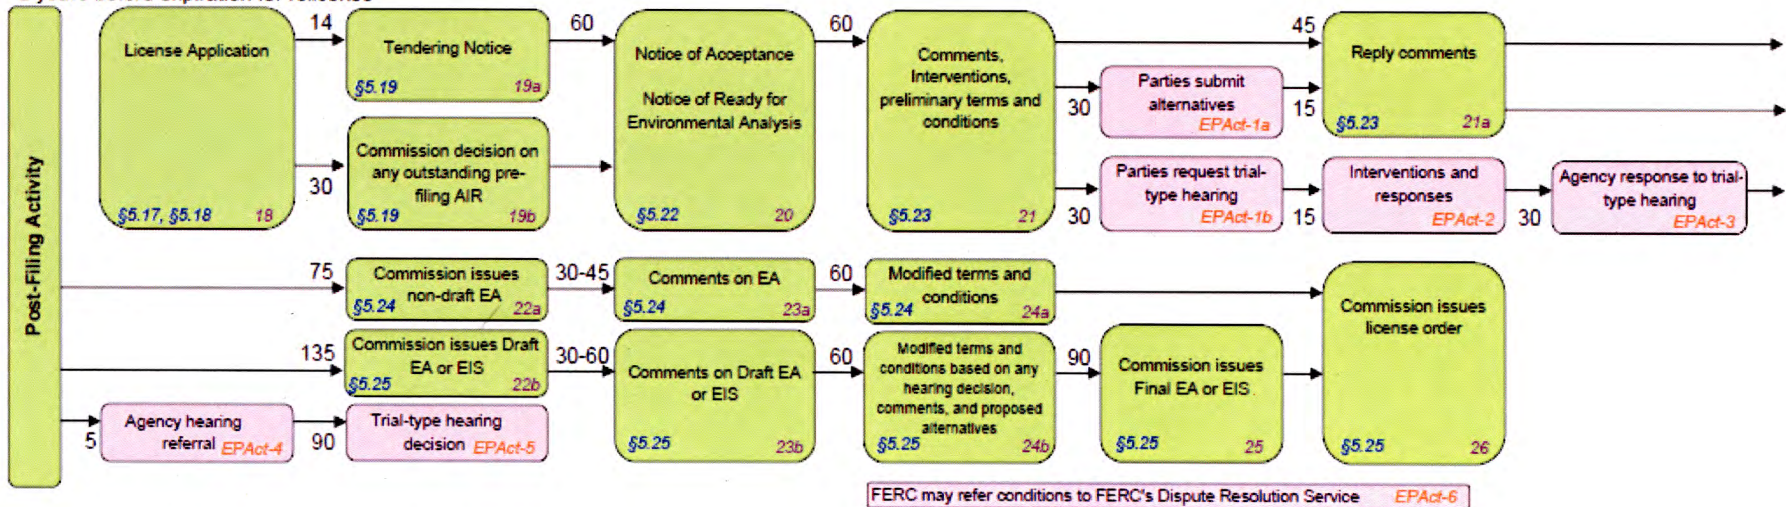 Post-Filing Activity
License Application
§5.17, §5.18 18
14
30
Tendering Notice
§5.19 19a
Commission decision on
any outstanding pre-
filing AIR
§5.19 19b
60
Notice of Acceptance
Notice of Ready for
Environmental Analysis
§5.22 20
60
Comments,
Interventions,
preliminary terms and
conditions
§5.23 21
45
30
Parties submit
alternatives
EPAct-1a
15
Reply comments
§5.23 21a
30
Parties request trial-
type hearing
EPAct-1b
15
Interventions and
responses
EPAct-2
30
Agency response to trial-
type hearing
EPAct-3
75
Commission issues
non-draft EA
§5.24 22a
30-45
Comments on EA
§5.24 23a
60
Modified terms and
conditions
§5.24 24a
135
Commission issues Draft
EA or EIS
§5.25 22b
30-60
Comments on Draft EA
or EIS
§5.25 23b
60
Modified terms and
conditions based on any
hearing decision,
comments, and proposed
alternatives
§5.25 24b
90
Commission issues
Final EA or EIS
§5.25 25
Commission issues
license order
§5.25 26
5
Agency hearing
referral EPAct-4
90
Trial-type hearing
decision EPAct-5
FERC may refer conditions to FERC's Dispute Resolution Service EPAct-6